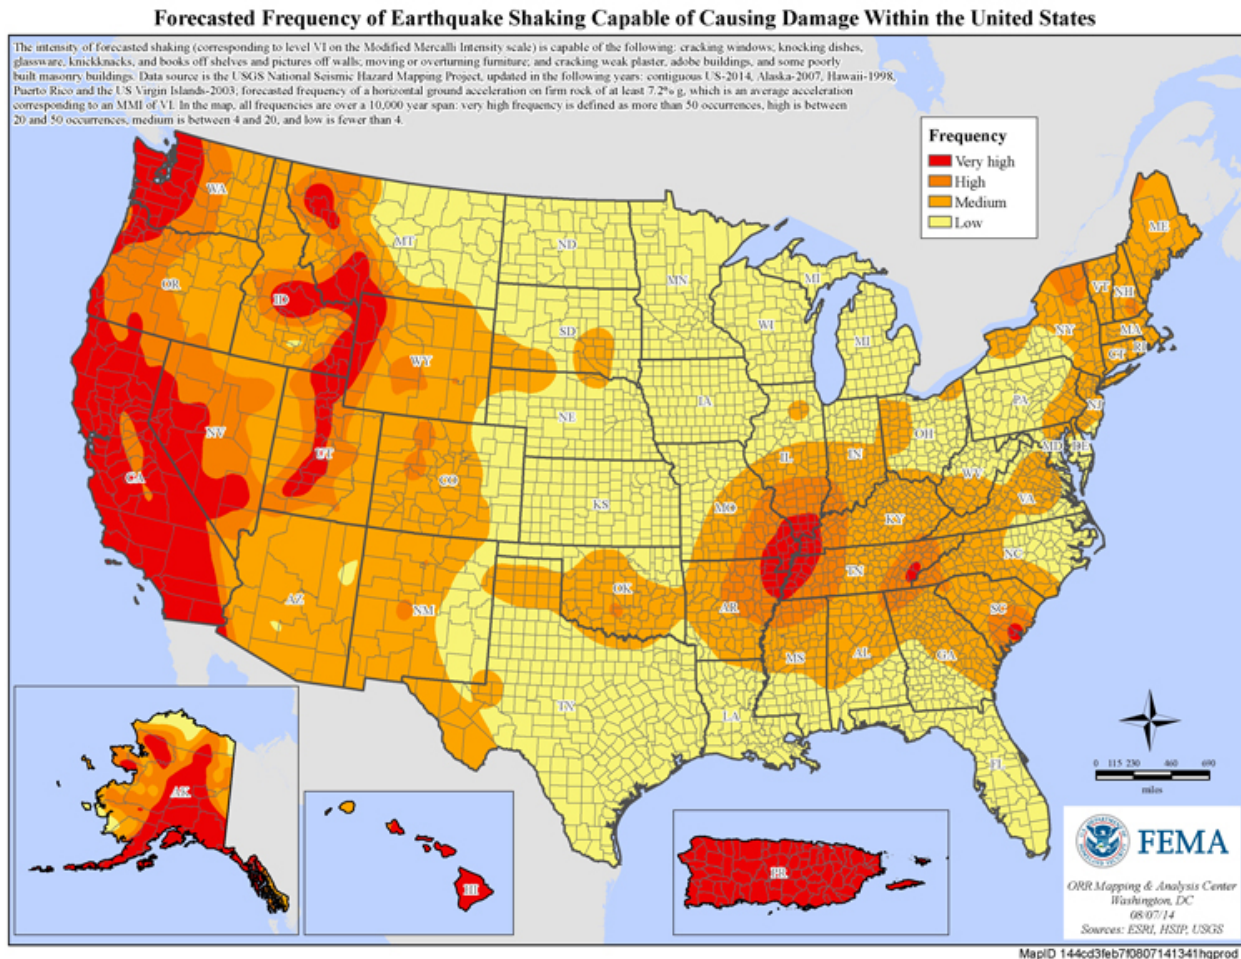 Forecasted Frequency of Earthquake Shaking Capable of Causing Damage Within the United States
The intensity of forecasted shaking (corresponding to level VI on the Modified Mercalli Intensity scale) is capable of the following: cracking windows; knocking dishes,
glassware, knickknacks, and books off shelves and pictures off walls; moving or overturning furniture; and cracking weak plaster, adobe buildings, and some poorly
built masonry buildings. Data source is the USGS National Seismic Hazard Mapping Project, updated in the following years: contiguous US-2014, Alaska-2007, Hawaii-1998,
Puerto Rico and the US Virgin Islands-2003; forecasted frequency of a horizontal ground acceleration on firm rock of at least 7.2% g, which is an average acceleration
corresponding to an MMI of VI. In the map, all frequencies are over a 10,000 year span: very high frequency is defined as more than 50 occurrences, high is between
20 and 50 occurrences, medium is between 4 and 20, and low is fewer than 4.
Frequency
Very high
High
Medium
Low
WA
MT
ND
MN
MI
ME
OR
ID
SD
WI
MI
NY
VT
NH
MA
CT
RI
WY
NE
IA
PA
NJ
NV
UT
CO
KS
IL
IN
OH
WV
MD
DE
CA
MO
KY
VA
AZ
NM
OK
AR
TN
NC
SC
MS
AL
GA
TX
LA
FL
AK
HI
PR
0 115 230 460 690
miles
U.S. DEPARTMENT OF HOMELAND SECURITY
FEMA
ORR Mapping & Analysis Center
Washington, DC
08/07/14
Sources: ESRI, HSIP, USGS
MapID 144cd3feb7f0807141341hqprod